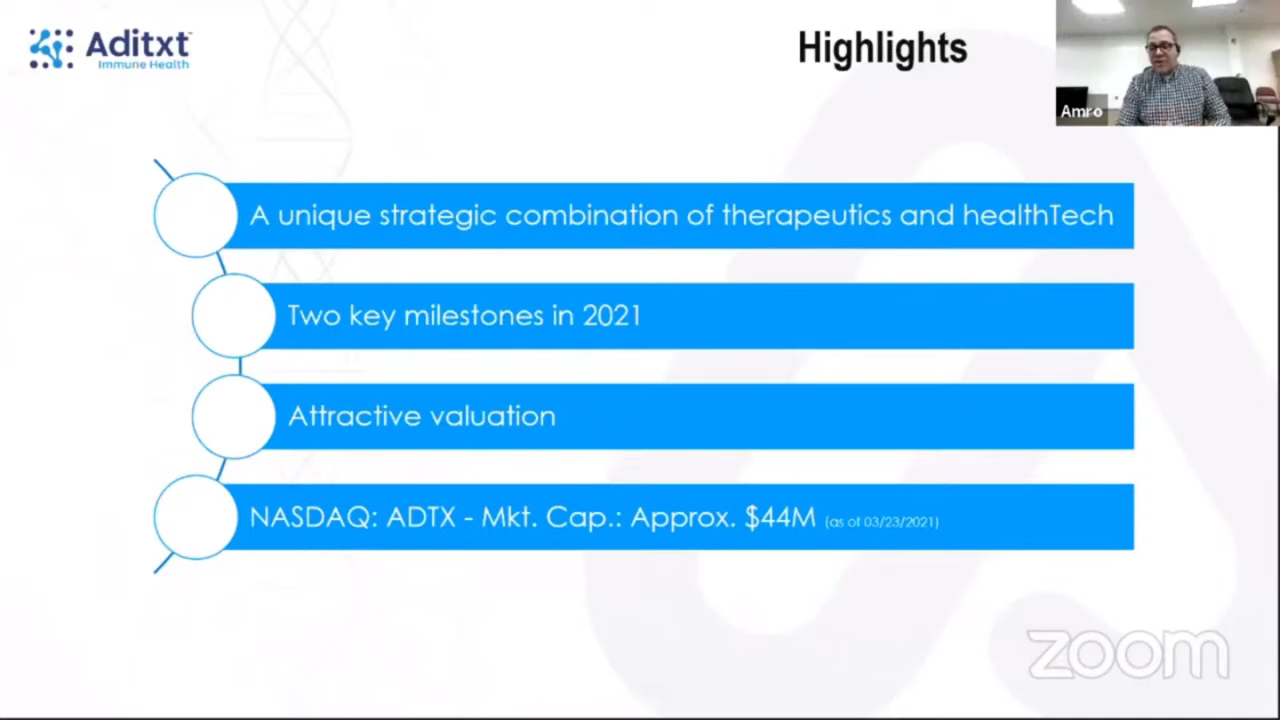 Aditxt
Immune Health
Highlights
Amro
A unique strategic combination of therapeutics and healthTech
Two key milestones in 2021
Attractive valuation
NASDAQ: ADTX - Mkt. Cap.: Approx. $44M (as of 03/23/2021)
zoom